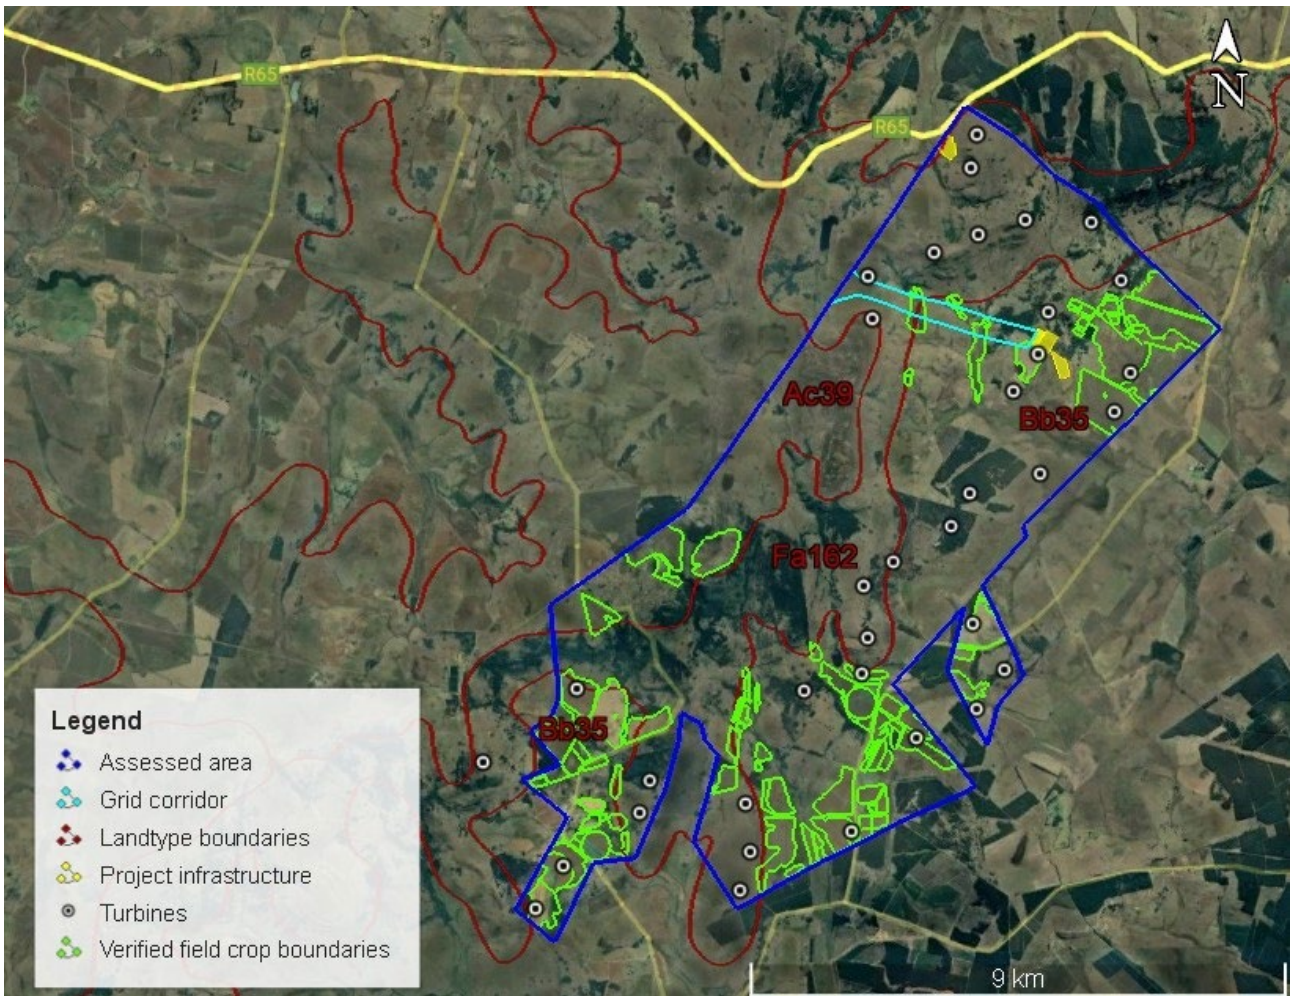 R65
R65
N
Ac39
Bb35
Fa162
Bb35
Legend
Assessed area
Grid corridor
Landtype boundaries
Project infrastructure
Turbines
Verified field crop boundaries
9 km